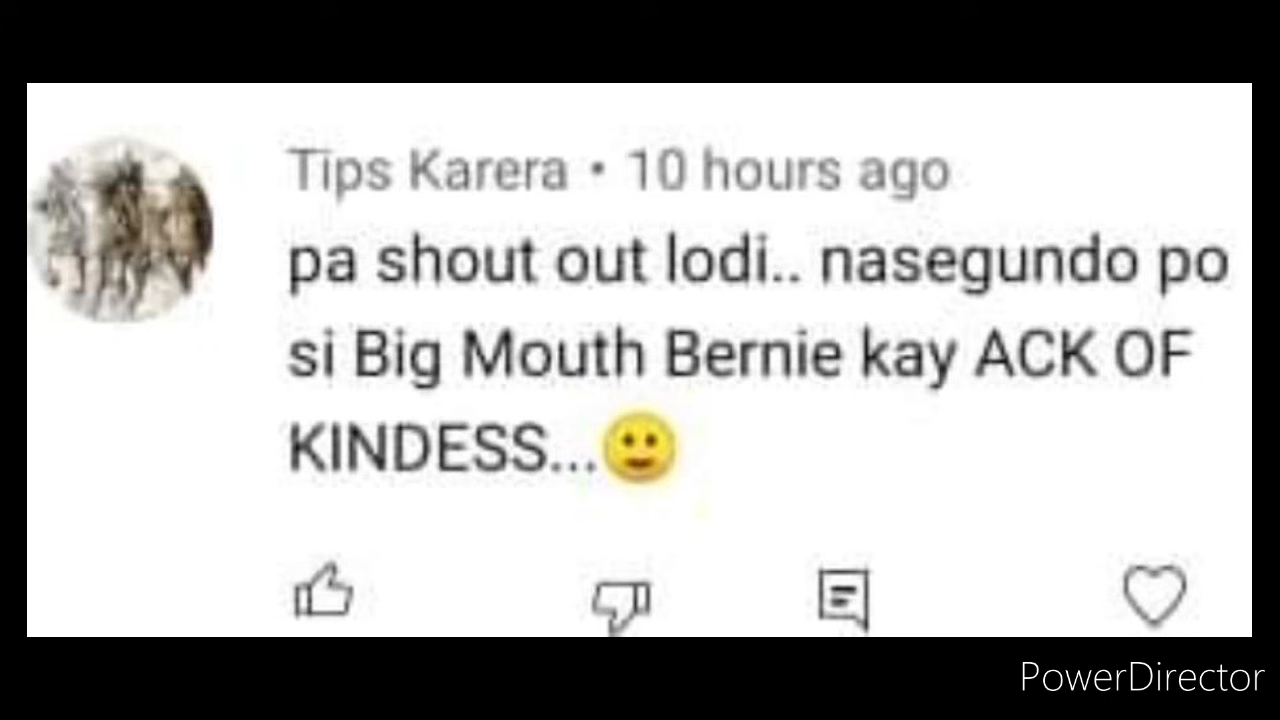 Tips Karera • 10 hours ago
pa shout out lodi.. nasegundo po
si Big Mouth Bernie kay ACK OF
KINDESS...🙂
PowerDirector